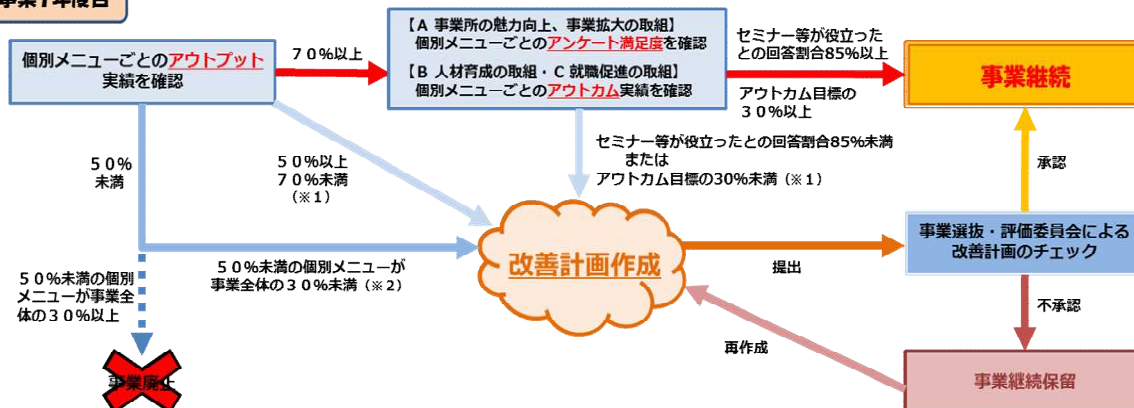 事業1年度目
【A 事業所の魅力向上、事業拡大の取組】
個別メニューごとのアンケート満足度を確認
【B 人材育成の取組・C 就職促進の取組】
個別メニューごとのアウトカム実績を確認
個別メニューごとのアウトプット
実績を確認
70%以上
セミナー等が役立った
との回答割合85%以上
アウトカム目標の
30%以上
事業継続
50%
未満
50%以上
70%未満
(※1)
セミナー等が役立ったとの回答割合85%未満
または
アウトカム目標の30%未満(※1)
承認
事業選抜・評価委員会による
改善計画のチェック
改善計画作成
提出
50%未満の個別メニューが
事業全体の30%未満(※2)
50%未満の個別
メニューが事業全
体の30%以上
不承認
再作成
事業廃止
事業継続保留